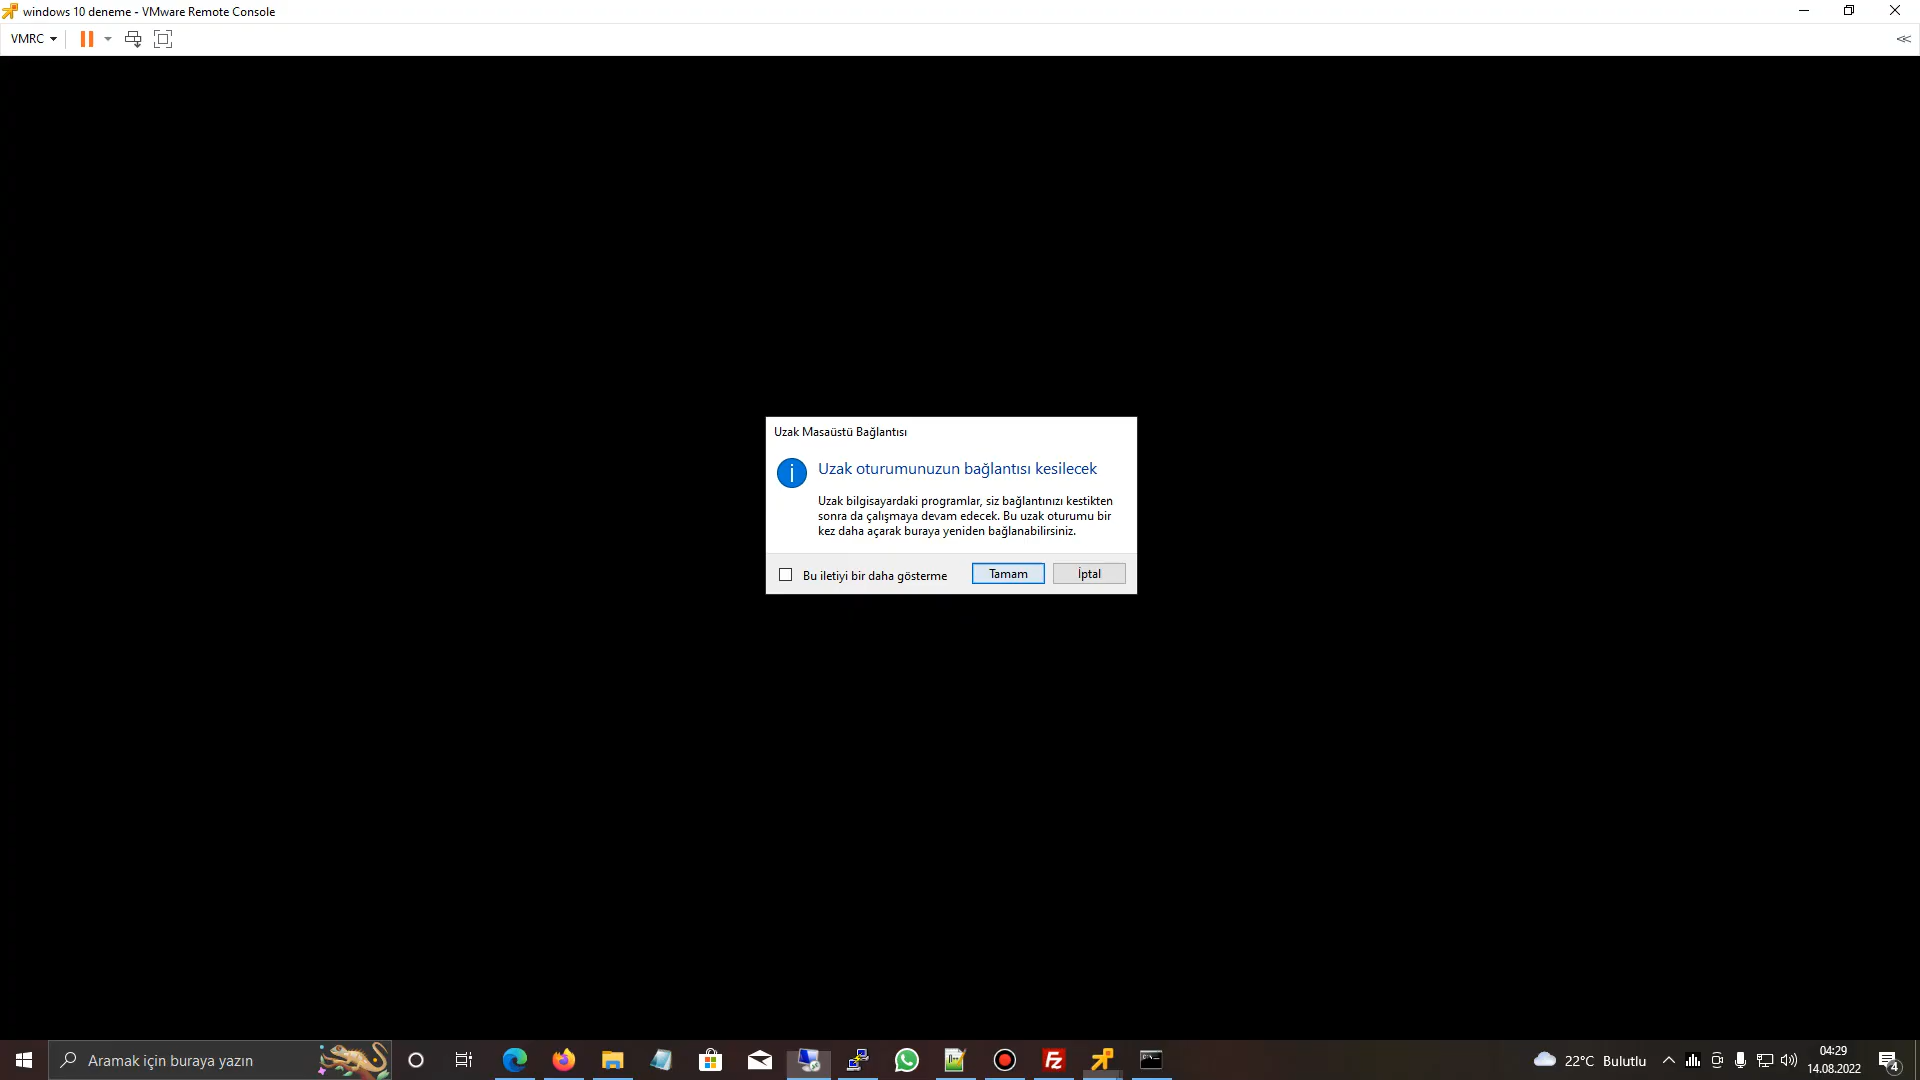 windows 10 deneme - VMware Remote Console
VMRC
Uzak Masaüstü Bağlantısı
Uzak oturumunuzun bağlantısı kesilecek
Uzak bilgisayardaki programlar, siz bağlantınızı kestikten
sonra da çalışmaya devam edecek. Bu uzak oturumu bir
kez daha açarak buraya yeniden bağlanabilirsiniz.
Bu iletiyi bir daha gösterme
Tamam
İptal
Aramak için buraya yazın
FZ
22°C Bulutlu
04:29
14.08.2022
4